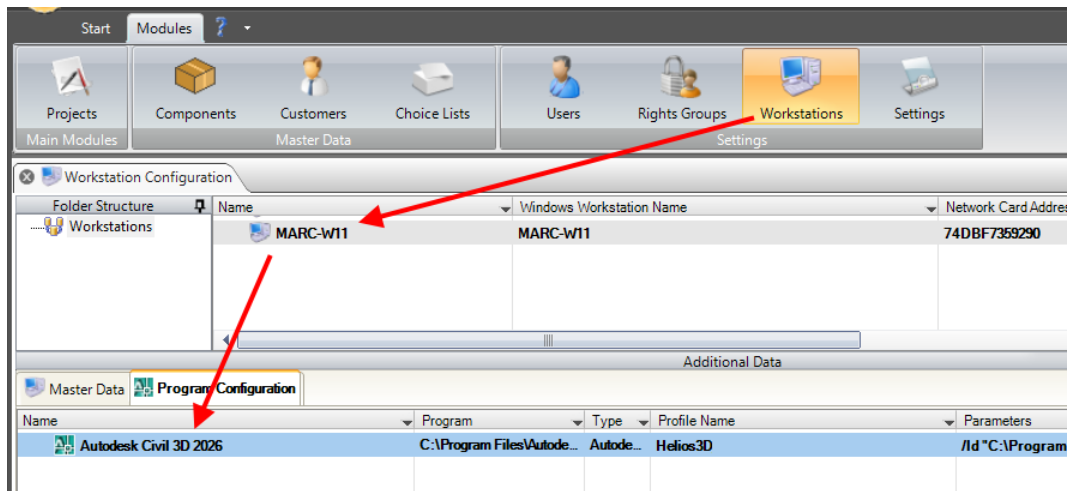 Start Modules
Projects Components Customers Choice Lists Users Rights Groups Workstations Settings
Main Modules Master Data Settings
Workstation Configuration
Folder Structure Name Windows Workstation Name Network Card Addre
Workstations MARC-W11 MARC-W11 74DBF7359290
Additional Data
Master Data Program Configuration
Name Program Type Profile Name Parameters
Autodesk Civil 3D 2026 C:\Program Files\Autode... Autode... Helios3D /ld "C:\Program